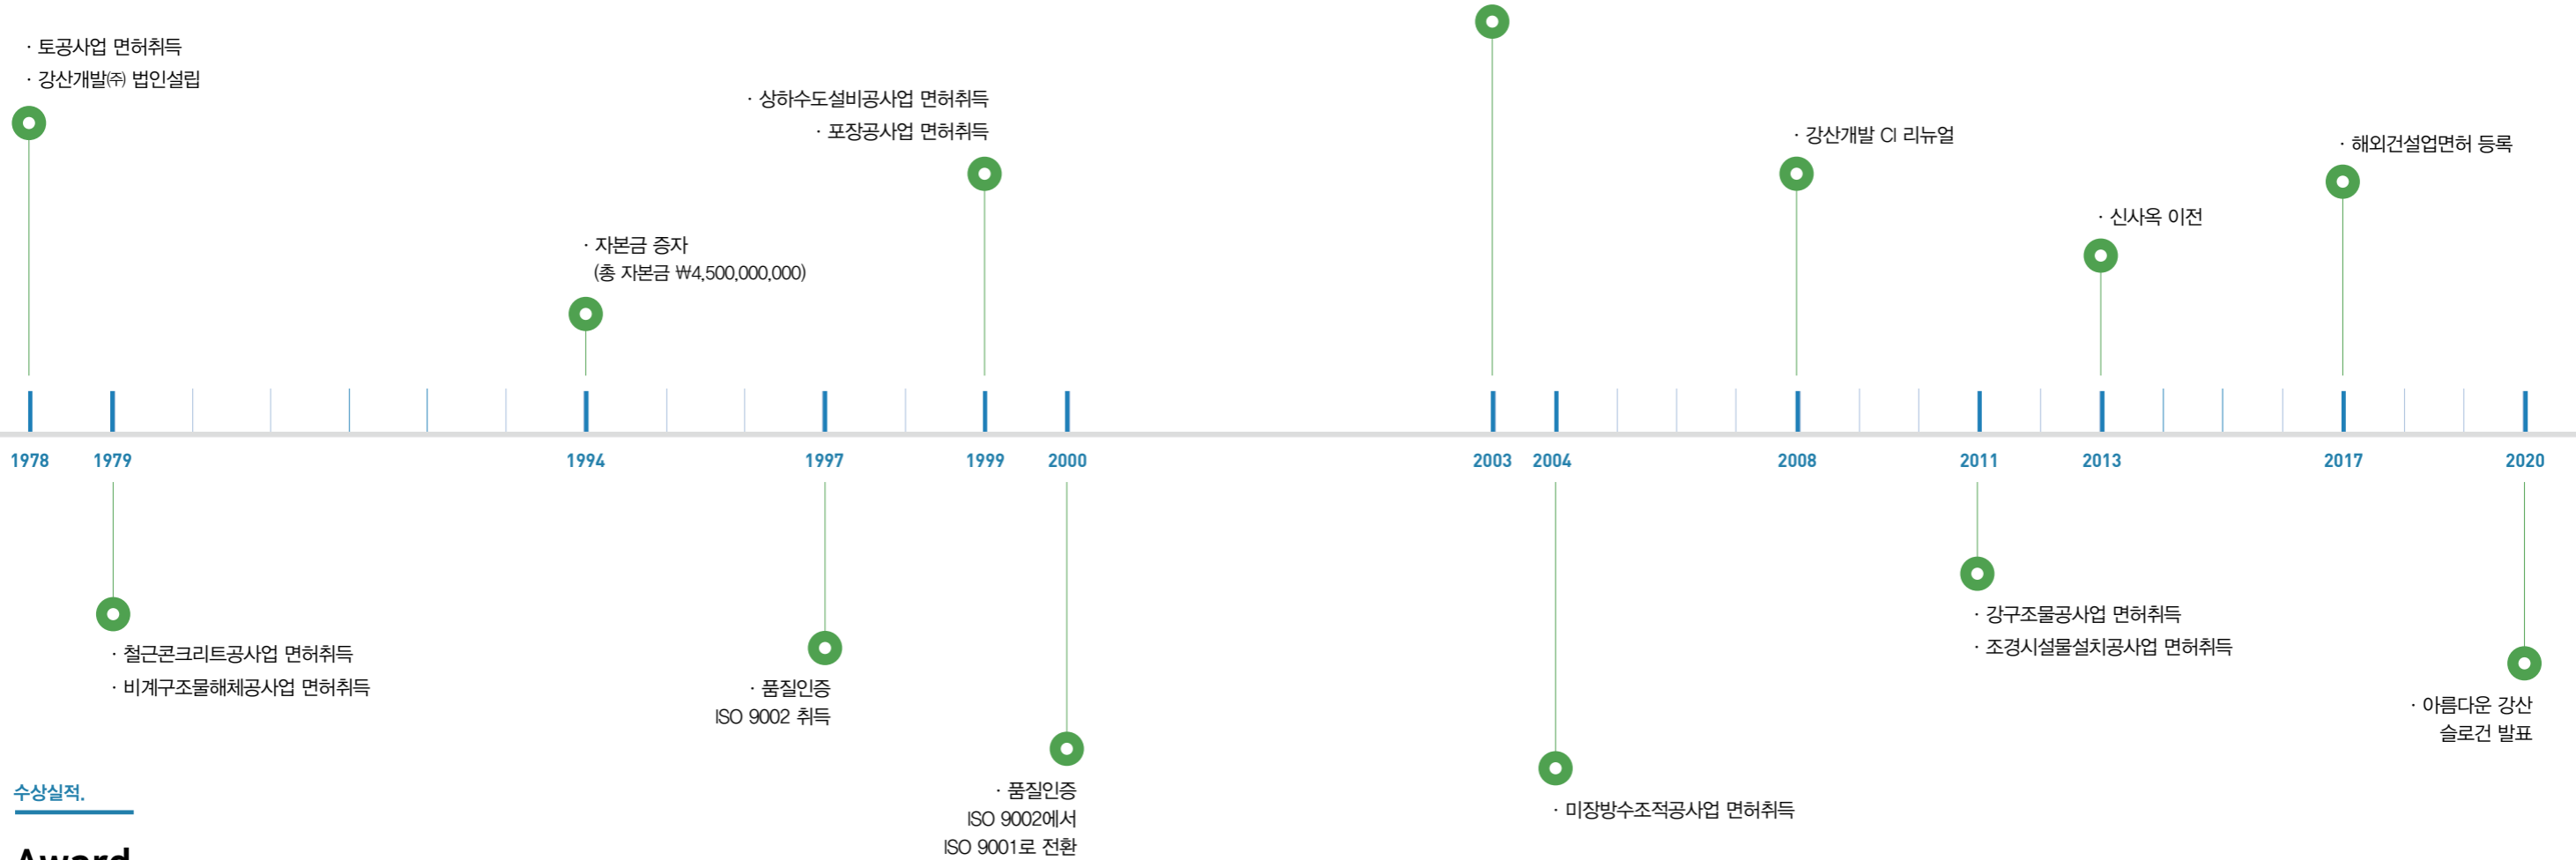 · 토공사업 면허취득
· 강산개발㈜ 법인설립
· 상하수도설비공사업 면허취득
· 포장공사업 면허취득
· 강산개발 CI 리뉴얼
· 해외건설업면허 등록
· 신사옥 이전
· 자본금 증자
(총 자본금 ₩4,500,000,000)
1978 1979 1994 1997 1999 2000 2003 2004 2008 2011 2013 2017 2020
· 철근콘크리트공사업 면허취득
· 비계구조물해체공사업 면허취득
· 품질인증
ISO 9002 취득
· 품질인증
ISO 9002에서
ISO 9001로 전환
· 미장방수조적공사업 면허취득
· 강구조물공사업 면허취득
· 조경시설물설치공사업 면허취득
· 아름다운 강산
슬로건 발표
수상실적.
Award